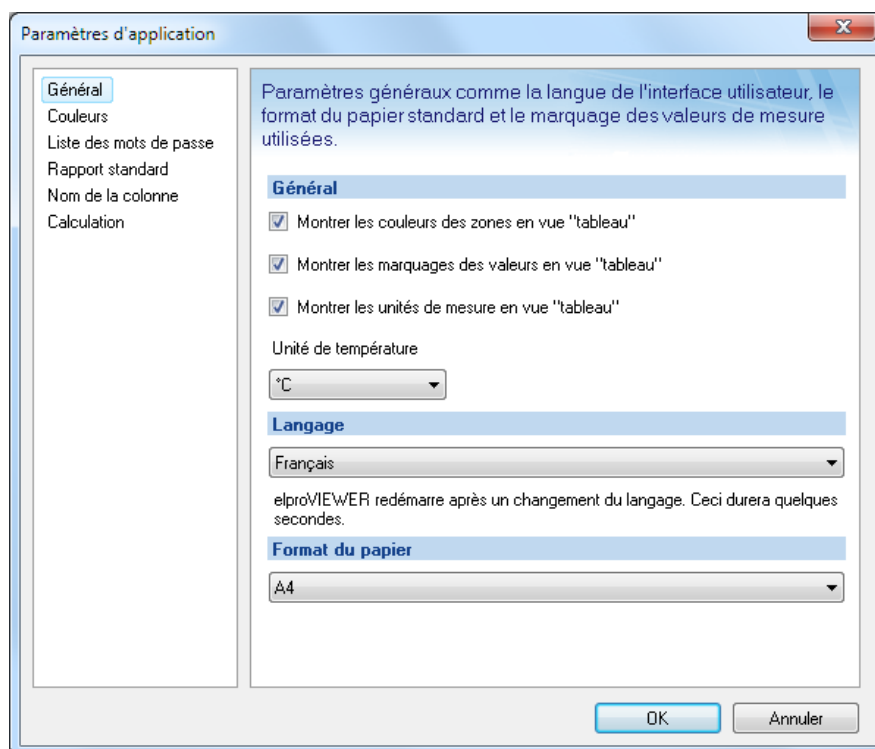 Paramètres d'application
Général
Couleurs
Liste des mots de passe
Rapport standard
Nom de la colonne
Calculation
Paramètres généraux comme la langue de l'interface utilisateur, le
format du papier standard et le marquage des valeurs de mesure
utilisées.
Général
Montrer les couleurs des zones en vue "tableau"
Montrer les marquages des valeurs en vue "tableau"
Montrer les unités de mesure en vue "tableau"
Unité de température
°C
Langage
Français
elproVIEWER redémarre après un changement du langage. Ceci durera quelques
secondes.
Format du papier
A4
OK
Annuler